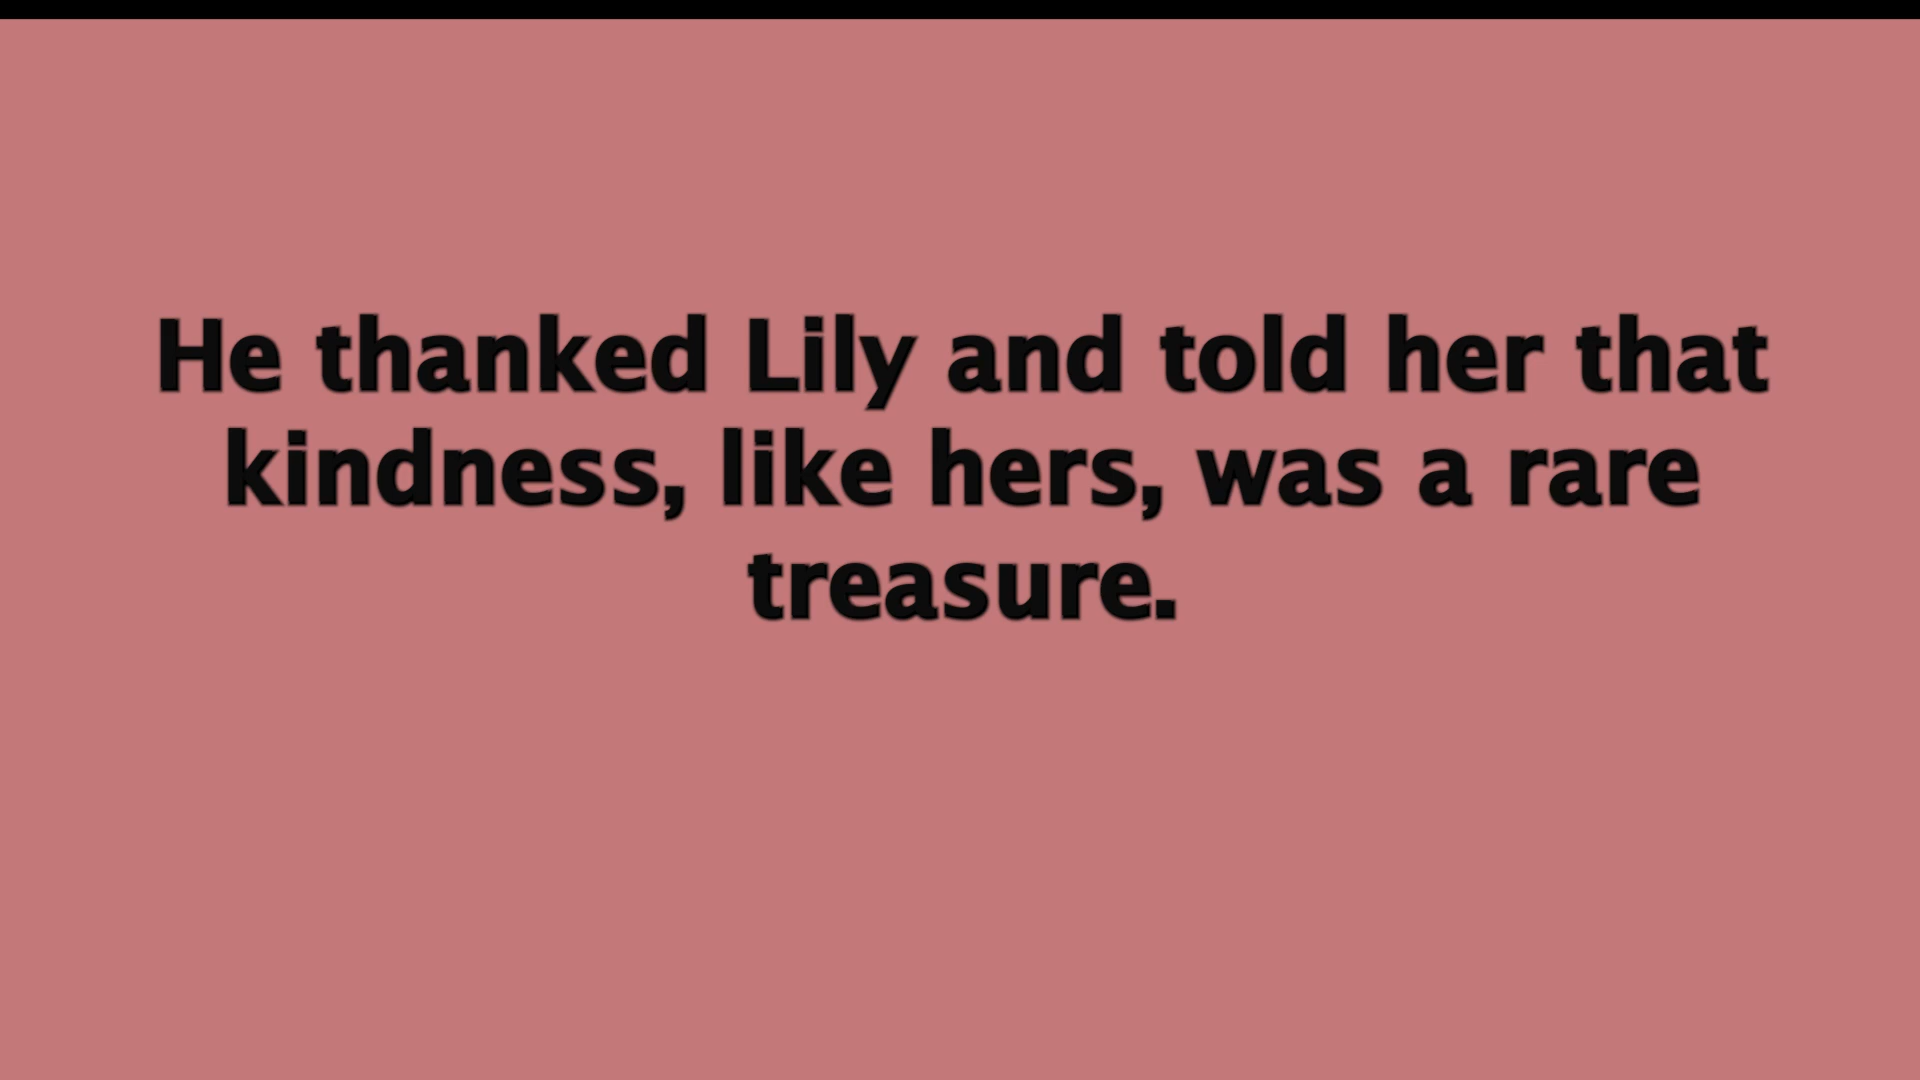 He thanked Lily and told her that
kindness, like hers, was a rare
treasure.